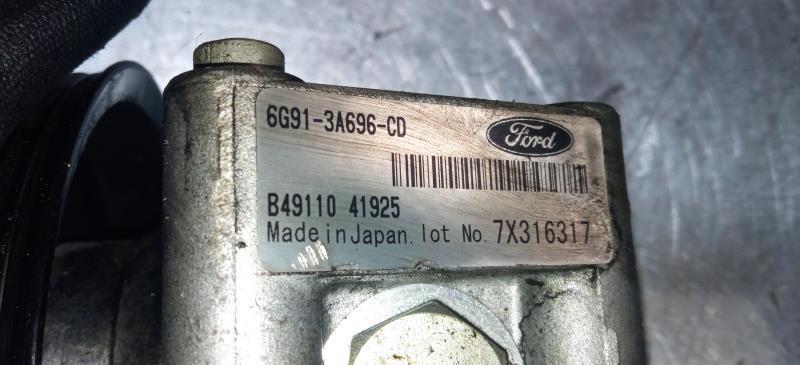 6G91-3A696-CD
Ford
B49110 41925
Made in Japan. lot No. 7X316317